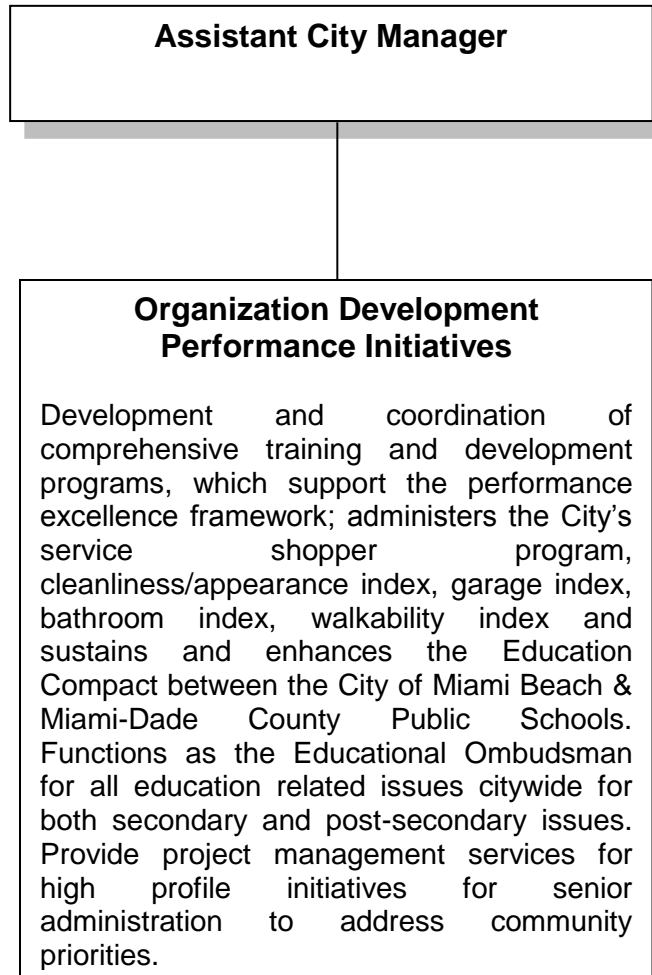 Assistant City Manager
Organization Development
Performance Initiatives
Development and coordination of
comprehensive training and development
programs, which support the performance
excellence framework; administers the City’s
service shopper program,
cleanliness/appearance index, garage index,
bathroom index, walkability index and
sustains and enhances the Education
Compact between the City of Miami Beach &
Miami-Dade County Public Schools.
Functions as the Educational Ombudsman
for all education related issues citywide for
both secondary and post-secondary issues.
Provide project management services for
high profile initiatives for senior
administration to address community
priorities.